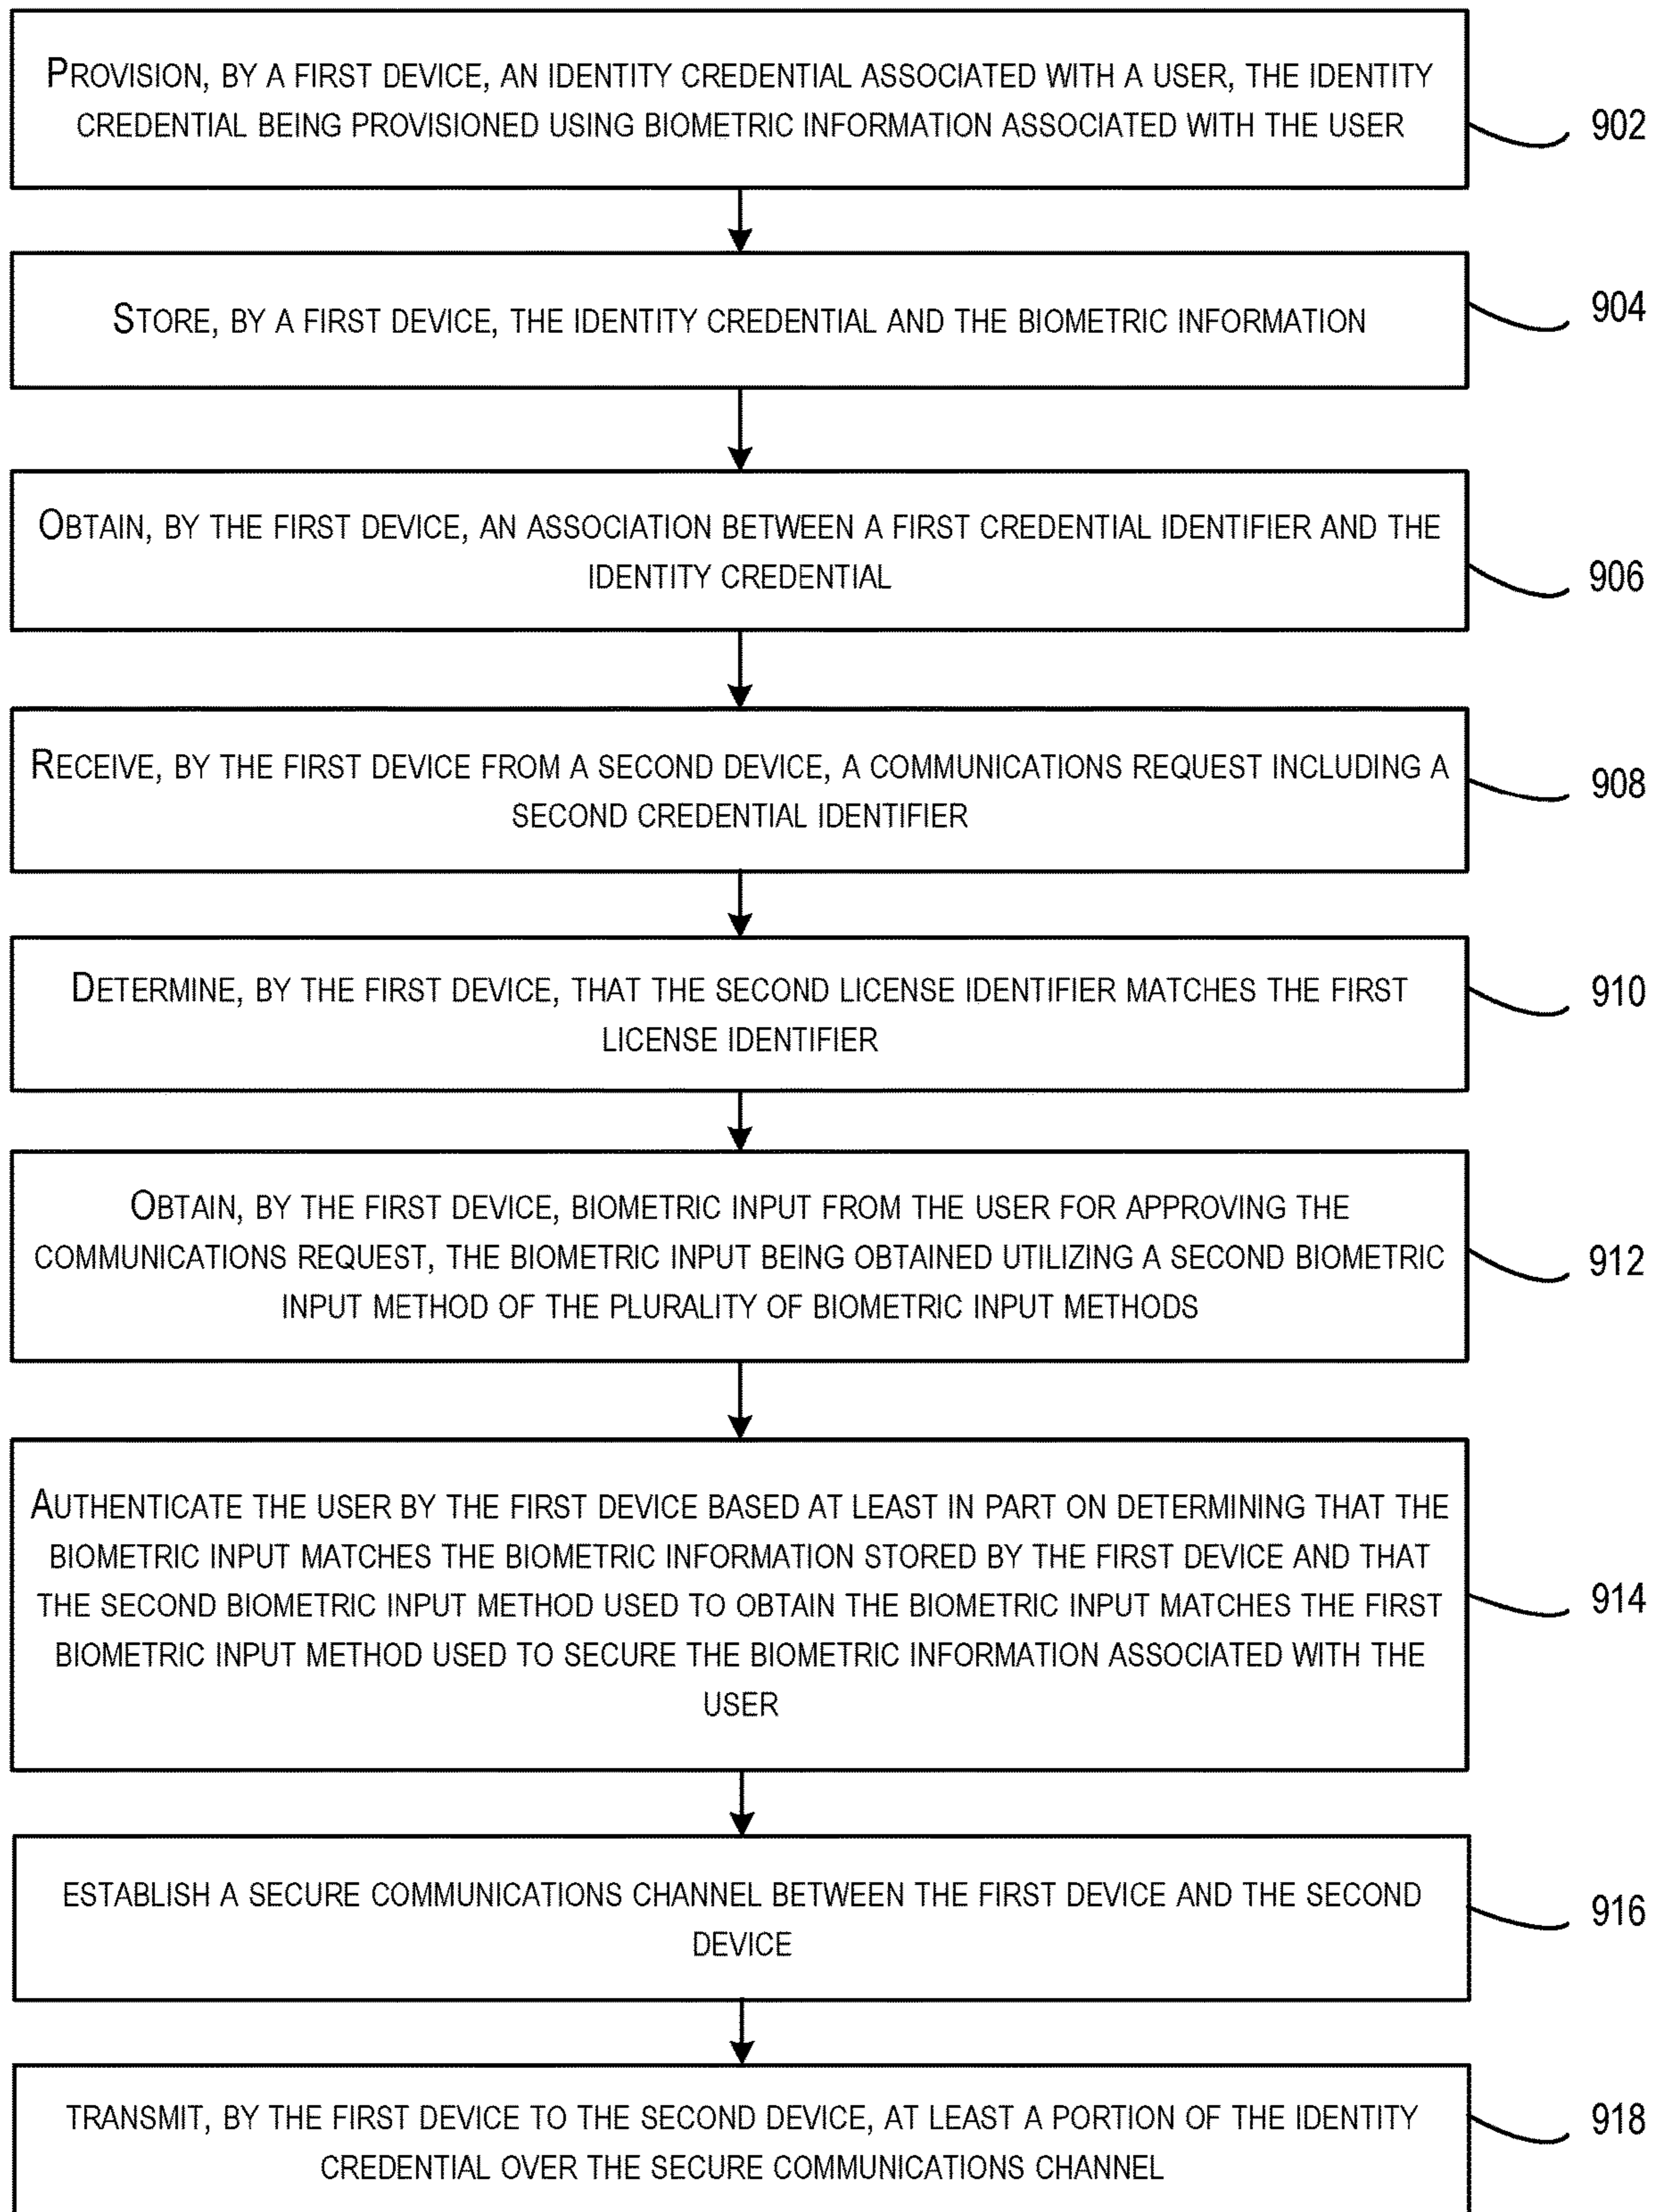 PROVISION, BY A FIRST DEVICE, AN IDENTITY CREDENTIAL ASSOCIATED WITH A USER, THE IDENTITY
CREDENTIAL BEING PROVISIONED USING BIOMETRIC INFORMATION ASSOCIATED WITH THE USER
902
STORE, BY A FIRST DEVICE, THE IDENTITY CREDENTIAL AND THE BIOMETRIC INFORMATION
904
OBTAIN, BY THE FIRST DEVICE, AN ASSOCIATION BETWEEN A FIRST CREDENTIAL IDENTIFIER AND THE
IDENTITY CREDENTIAL
906
RECEIVE, BY THE FIRST DEVICE FROM A SECOND DEVICE, A COMMUNICATIONS REQUEST INCLUDING A
SECOND CREDENTIAL IDENTIFIER
908
DETERMINE, BY THE FIRST DEVICE, THAT THE SECOND LICENSE IDENTIFIER MATCHES THE FIRST
LICENSE IDENTIFIER
910
OBTAIN, BY THE FIRST DEVICE, BIOMETRIC INPUT FROM THE USER FOR APPROVING THE
COMMUNICATIONS REQUEST, THE BIOMETRIC INPUT BEING OBTAINED UTILIZING A SECOND BIOMETRIC
INPUT METHOD OF THE PLURALITY OF BIOMETRIC INPUT METHODS
912
AUTHENTICATE THE USER BY THE FIRST DEVICE BASED AT LEAST IN PART ON DETERMINING THAT THE
BIOMETRIC INPUT MATCHES THE BIOMETRIC INFORMATION STORED BY THE FIRST DEVICE AND THAT
THE SECOND BIOMETRIC INPUT METHOD USED TO OBTAIN THE BIOMETRIC INPUT MATCHES THE FIRST
BIOMETRIC INPUT METHOD USED TO SECURE THE BIOMETRIC INFORMATION ASSOCIATED WITH THE
USER
914
ESTABLISH A SECURE COMMUNICATIONS CHANNEL BETWEEN THE FIRST DEVICE AND THE SECOND
DEVICE
916
TRANSMIT, BY THE FIRST DEVICE TO THE SECOND DEVICE, AT LEAST A PORTION OF THE IDENTITY
CREDENTIAL OVER THE SECURE COMMUNICATIONS CHANNEL
918